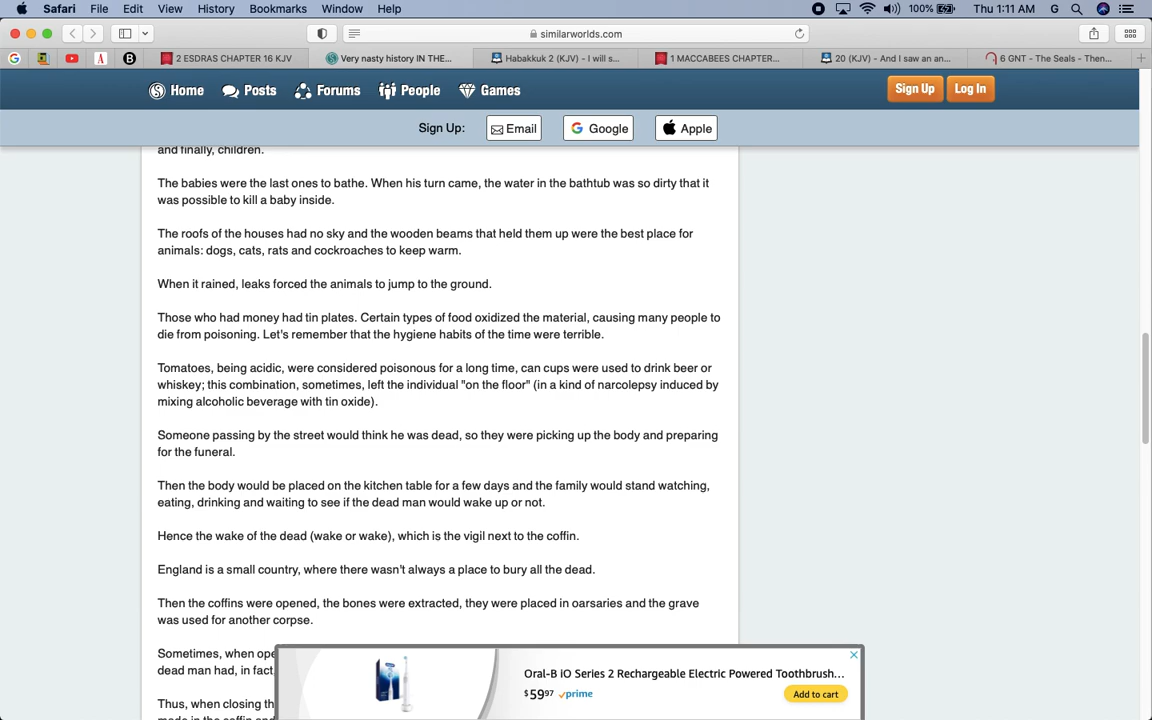 Safari File Edit View History Bookmarks Window Help 100% Thu 1:11 AM G
similarworlds.com
2 ESDRAS CHAPTER 16 KJV Very nasty history IN THE... Habakkuk 2 (KJV) - I will s... 1 MACCABEES CHAPTER... 20 (KJV) - And I saw an an... 6 GNT - The Seals - Then...
Home Posts Forums People Games Sign Up Log In
Sign Up: Email Google Apple
and finally, children.
The babies were the last ones to bathe. When his turn came, the water in the bathtub was so dirty that it
was possible to kill a baby inside.
The roofs of the houses had no sky and the wooden beams that held them up were the best place for
animals: dogs, cats, rats and cockroaches to keep warm.
When it rained, leaks forced the animals to jump to the ground.
Those who had money had tin plates. Certain types of food oxidized the material, causing many people to
die from poisoning. Let's remember that the hygiene habits of the time were terrible.
Tomatoes, being acidic, were considered poisonous for a long time, can cups were used to drink beer or
whiskey; this combination, sometimes, left the individual "on the floor" (in a kind of narcolepsy induced by
mixing alcoholic beverage with tin oxide).
Someone passing by the street would think he was dead, so they were picking up the body and preparing
for the funeral.
Then the body would be placed on the kitchen table for a few days and the family would stand watching,
eating, drinking and waiting to see if the dead man would wake up or not.
Hence the wake of the dead (wake or wake), which is the vigil next to the coffin.
England is a small country, where there wasn't always a place to bury all the dead.
Then the coffins were opened, the bones were extracted, they were placed in oarsaries and the grave
was used for another corpse.
Sometimes, when ope
dead man had, in fact
Thus, when closing th
Oral-B iO Series 2 Rechargeable Electric Powered Toothbrush...
$59.97 prime Add to cart